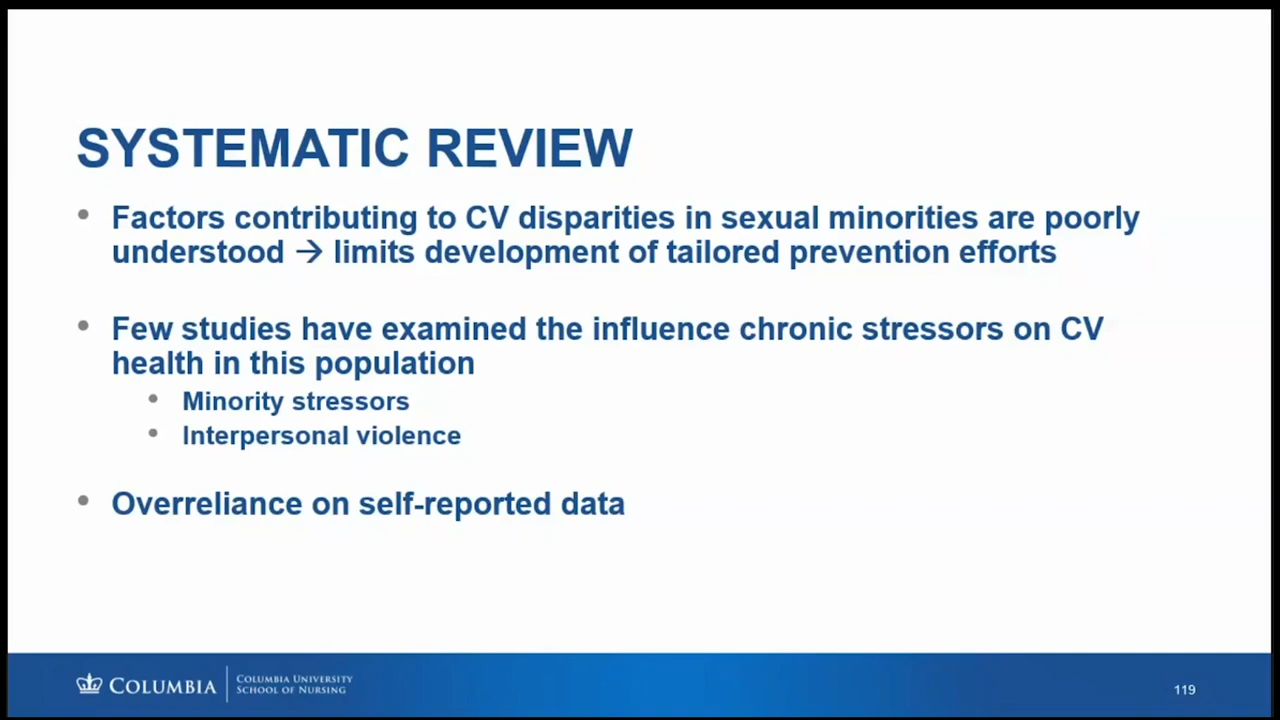 SYSTEMATIC REVIEW
• Factors contributing to CV disparities in sexual minorities are poorly
understood → limits development of tailored prevention efforts
• Few studies have examined the influence chronic stressors on CV
health in this population
• Minority stressors
• Interpersonal violence
• Overreliance on self-reported data
COLUMBIA
COLUMBIA UNIVERSITY
SCHOOL OF NURSING
119